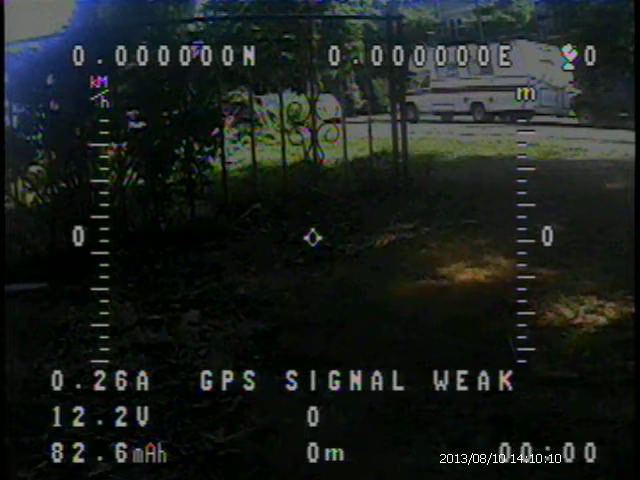 0.000000N 0.000000E 0
kM/h m
0 0
0.26A GPS SIGNAL WEAK
12.2V 0
82.6mAh 0m 00:00
2013/08/10 14:10:10